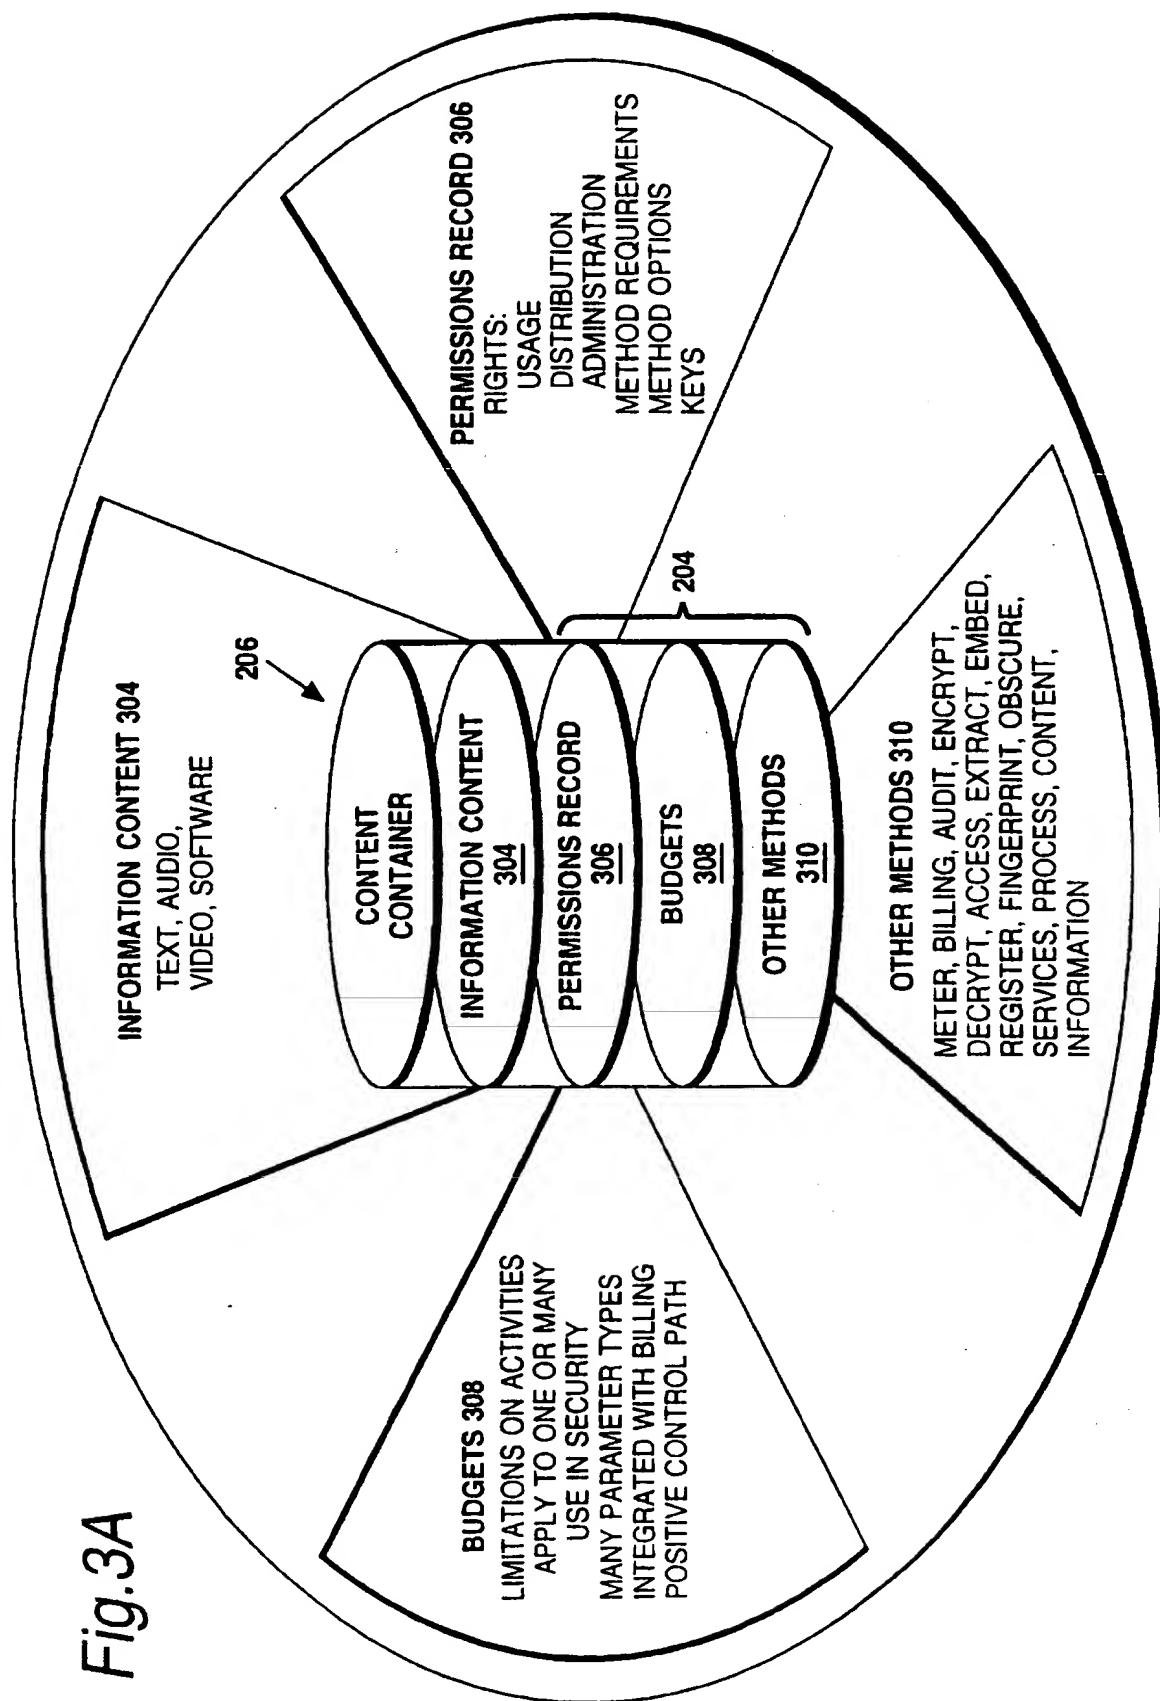 Fig.3A
INFORMATION CONTENT 304
TEXT, AUDIO,
VIDEO, SOFTWARE
206
CONTENT
CONTAINER
INFORMATION CONTENT
304
PERMISSIONS RECORD
306
BUDGETS
308
OTHER METHODS
310
204
BUDGETS 308
LIMITATIONS ON ACTIVITIES
APPLY TO ONE OR MANY
USE IN SECURITY
MANY PARAMETER TYPES
INTEGRATED WITH BILLING
POSITIVE CONTROL PATH
PERMISSIONS RECORD 306
RIGHTS:
USAGE
DISTRIBUTION
ADMINISTRATION
METHOD REQUIREMENTS
METHOD OPTIONS
KEYS
OTHER METHODS 310
METER, BILLING, AUDIT, ENCRYPT,
DECRYPT, ACCESS, EXTRACT, EMBED,
REGISTER, FINGERPRINT, OBSCURE,
SERVICES, PROCESS, CONTENT,
INFORMATION